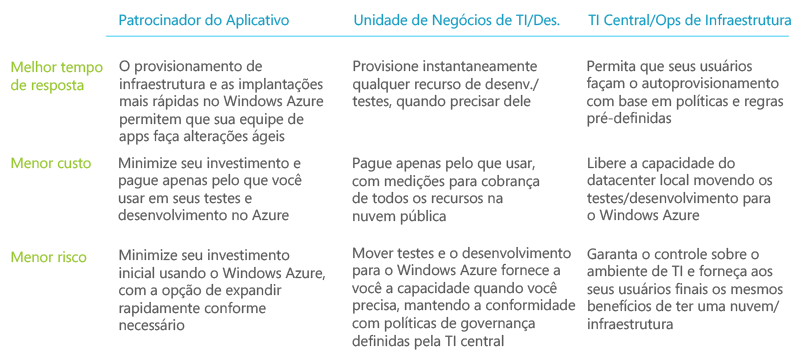 Patrocinador do Aplicativo
Unidade de Negócios de TI/Des.
TI Central/Ops de Infraestrutura
Melhor tempo
de resposta
O provisionamento de
infraestrutura e as implantações
mais rápidas no Windows Azure
permitem que sua equipe de
apps faça alterações ágeis
Provisione instantaneamente
qualquer recurso de desenv./
testes, quando precisar dele
Permita que seus usuários
façam o autoprovisionamento
com base em políticas e regras
pré-definidas
Menor custo
Minimize seu investimento e
pague apenas pelo que você
usar em seus testes e
desenvolvimento no Azure
Pague apenas pelo que usar,
com medições para cobrança
de todos os recursos na
nuvem pública
Libere a capacidade do
datacenter local movendo os
testes/desenvolvimento para
o Windows Azure
Menor risco
Minimize seu investimento
inicial usando o Windows Azure,
com a opção de expandir
rapidamente conforme
necessário
Mover testes e o desenvolvimento
para o Windows Azure fornece a
você a capacidade quando você
precisa, mantendo a conformidade
com políticas de governança
definidas pela TI central
Garanta o controle sobre o
ambiente de TI e forneça aos
seus usuários finais os mesmos
benefícios de ter uma nuvem/
infraestrutura